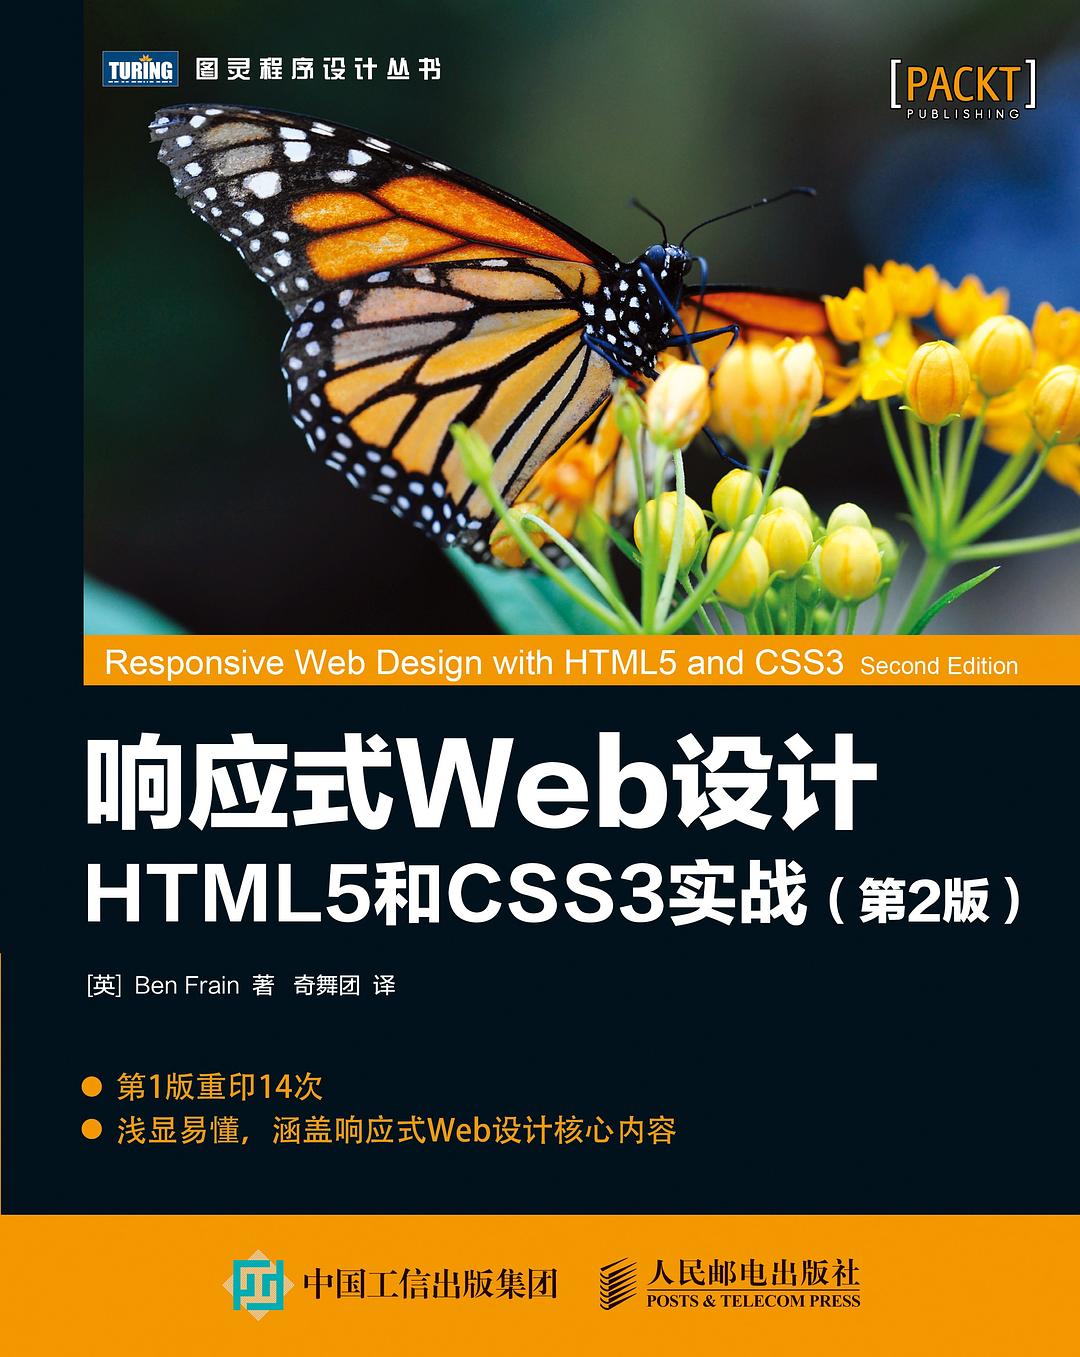 TURING 图灵程序设计丛书
[PACKT]
PUBLISHING
Responsive Web Design with HTML5 and CSS3 Second Edition
响应式Web设计
HTML5和CSS3实战（第2版）
[英] Ben Frain 著 奇舞团 译
● 第1版重印14次
● 浅显易懂，涵盖响应式Web设计核心内容
中国工信出版集团
人民邮电出版社
POSTS & TELECOM PRESS